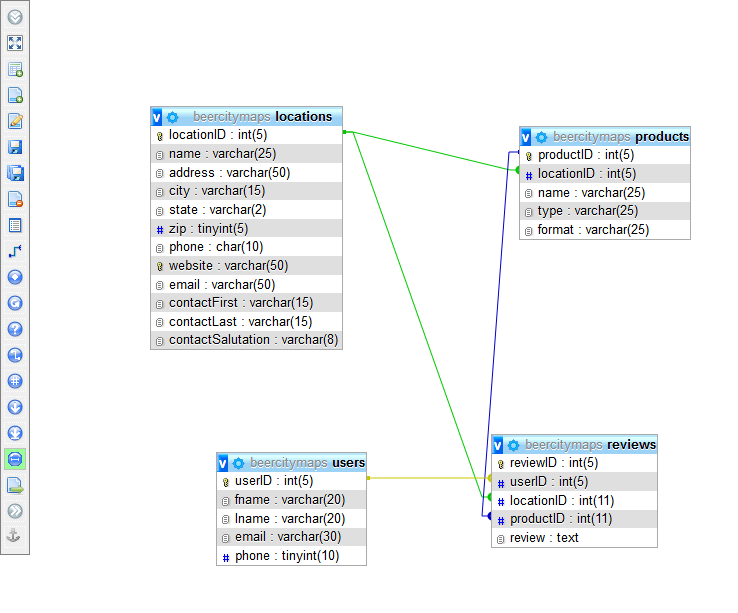 v beercitymaps locations
locationID : int(5)
name : varchar(25)
address : varchar(50)
city : varchar(15)
state : varchar(2)
# zip : tinyint(5)
phone : char(10)
website : varchar(50)
email : varchar(50)
contactFirst : varchar(15)
contactLast : varchar(15)
contactSalutation : varchar(8)
v beercitymaps products
productID : int(5)
# locationID : int(5)
name : varchar(25)
type : varchar(25)
format : varchar(25)
v beercitymaps users
userID : int(5)
fname : varchar(20)
lname : varchar(20)
email : varchar(30)
# phone : tinyint(10)
v beercitymaps reviews
reviewID : int(5)
# userID : int(5)
# locationID : int(11)
# productID : int(11)
review : text